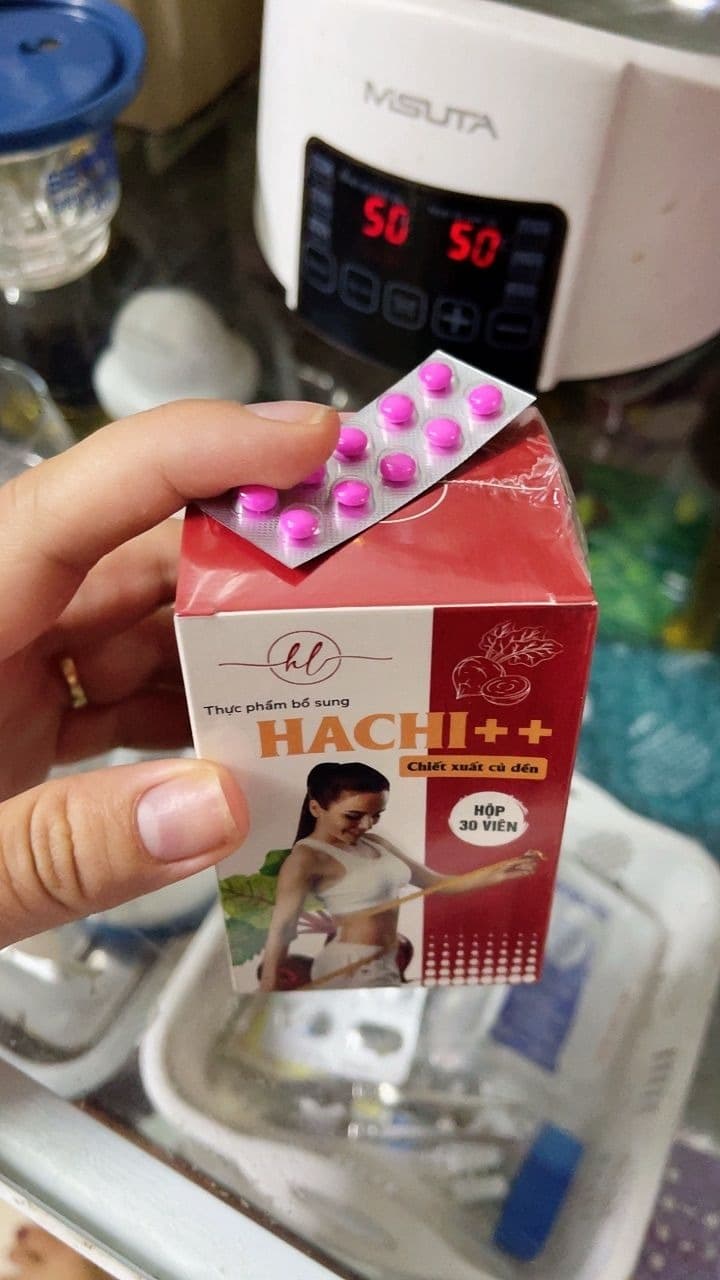 MISUTA
50 50
hl
Thực phẩm bổ sung
HACHI++
Chiết xuất củ dền
HỘP
30 VIÊN